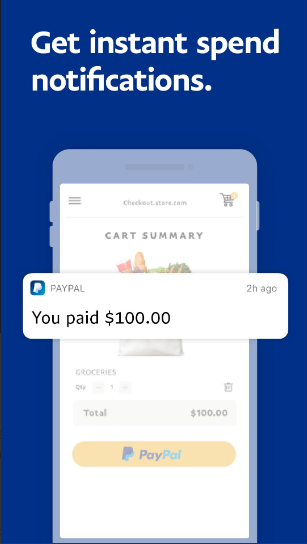 Get instant spend
notifications.
Checkout.store.com
CART SUMMARY
PAYPAL 2h ago
You paid $100.00
GROCERIES
Qty 1
Total $100.00
PayPal